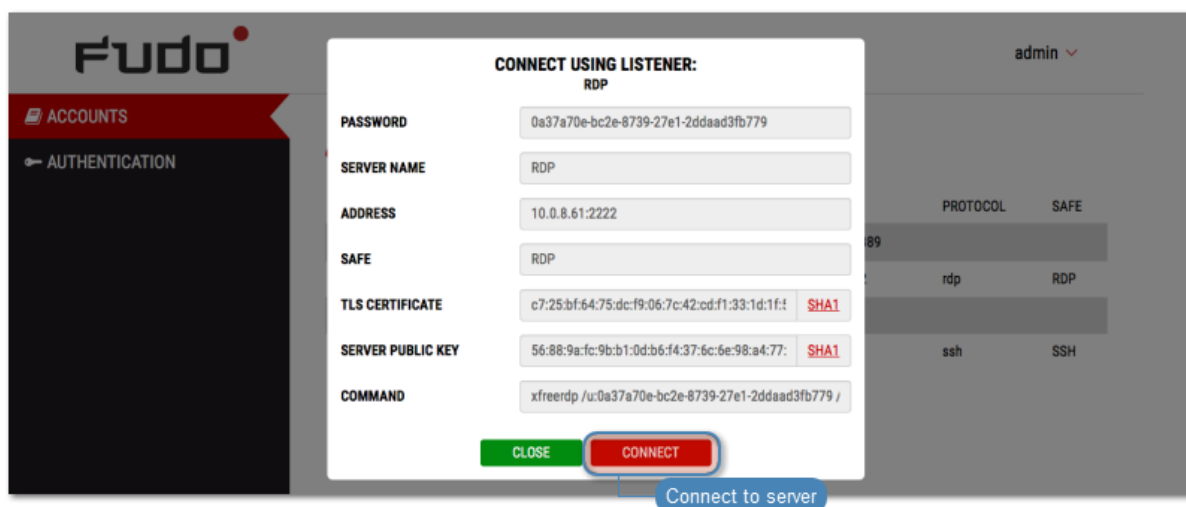 Fudo
admin
CONNECT USING LISTENER:
RDP
ACCOUNTS
AUTHENTICATION
PASSWORD 0a37a70e-bc2e-8739-27e1-2ddaad3fb779
SERVER NAME RDP
ADDRESS 10.0.8.61:2222
PROTOCOL SAFE
89
SAFE RDP
rdp RDP
TLS CERTIFICATE c7:25:bf:64:75:dc:f9:06:7c:42:cd:f1:33:1d:1f: SHA1
SERVER PUBLIC KEY 56:88:9a:fc:9b:b1:0d:b6:f4:37:6c:6e:98:a4:77: SHA1
ssh SSH
COMMAND xfreerdp /u:0a37a70e-bc2e-8739-27e1-2ddaad3fb779 /
CLOSE CONNECT
Connect to server